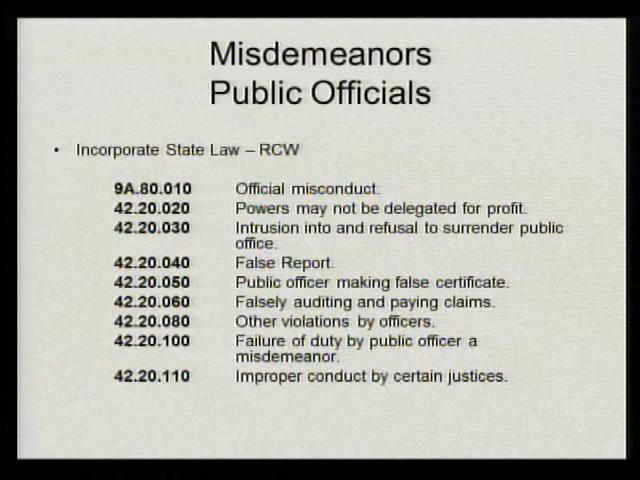 Misdemeanors
Public Officials
• Incorporate State Law – RCW
9A.80.010 Official misconduct.
42.20.020 Powers may not be delegated for profit.
42.20.030 Intrusion into and refusal to surrender public
office.
42.20.040 False Report.
42.20.050 Public officer making false certificate.
42.20.060 Falsely auditing and paying claims.
42.20.080 Other violations by officers.
42.20.100 Failure of duty by public officer a
misdemeanor.
42.20.110 Improper conduct by certain justices.